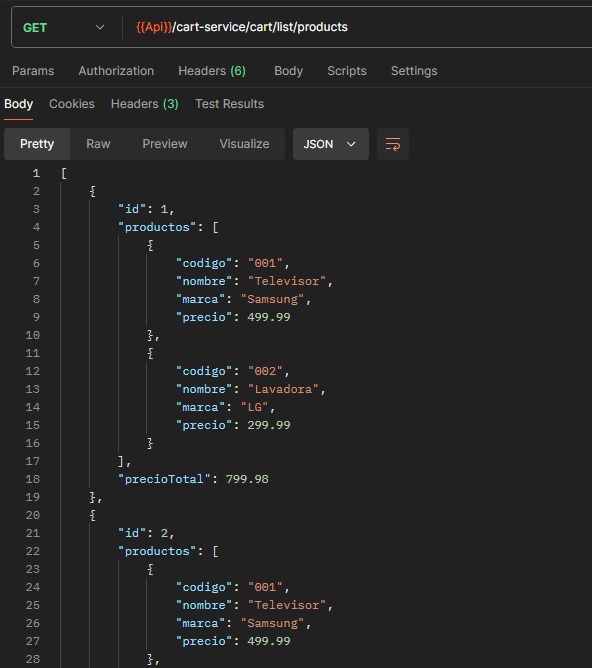 GET {{Api}}/cart-service/cart/list/products
Params Authorization Headers (6) Body Scripts Settings
Body Cookies Headers (3) Test Results
Pretty Raw Preview Visualize JSON
1 [
2 {
3 "id": 1,
4 "productos": [
5 {
6 "codigo": "001",
7 "nombre": "Televisor",
8 "marca": "Samsung",
9 "precio": 499.99
10 },
11 {
12 "codigo": "002",
13 "nombre": "Lavadora",
14 "marca": "LG",
15 "precio": 299.99
16 }
17 ],
18 "precioTotal": 799.98
19 },
20 {
21 "id": 2,
22 "productos": [
23 {
24 "codigo": "001",
25 "nombre": "Televisor",
26 "marca": "Samsung",
27 "precio": 499.99
28 },